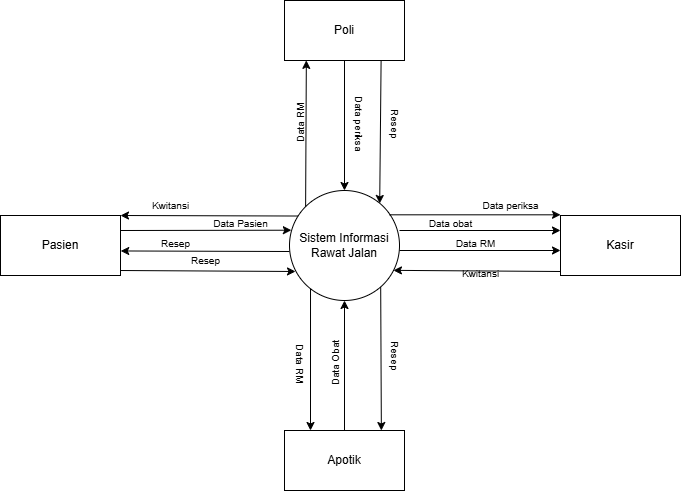 Poli
Data RM
Data periksa
Resep
Kwitansi
Data Pasien
Resep
Resep
Pasien
Sistem Informasi
Rawat Jalan
Data periksa
Data obat
Data RM
Kwitansi
Kasir
Data RM
Data Obat
Resep
Apotik